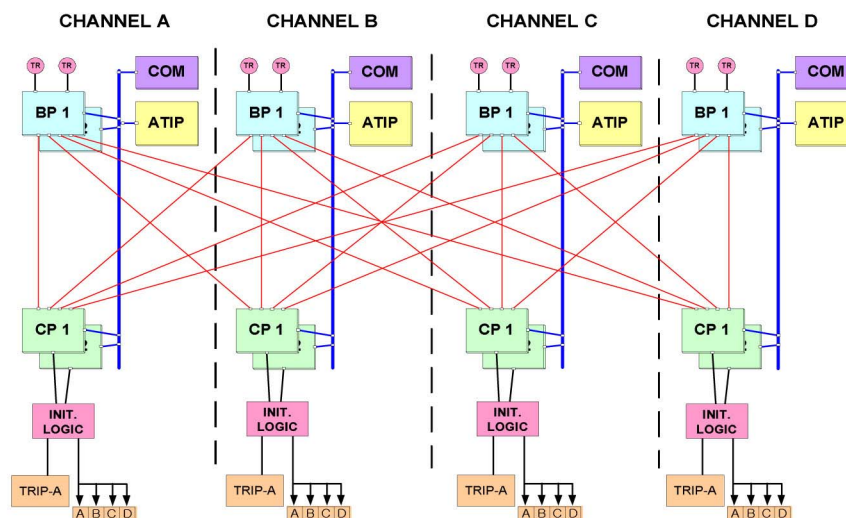 CHANNEL A CHANNEL B CHANNEL C CHANNEL D
TR TR COM TR TR COM TR TR COM TR TR COM
BP 1 ATIP BP 1 ATIP BP 1 ATIP BP 1 ATIP
CP 1 CP 1 CP 1 CP 1
INIT. INIT. INIT. INIT.
LOGIC LOGIC LOGIC LOGIC
TRIP-A TRIP-A TRIP-A TRIP-A
A B C D A B C D A B C D A B C D